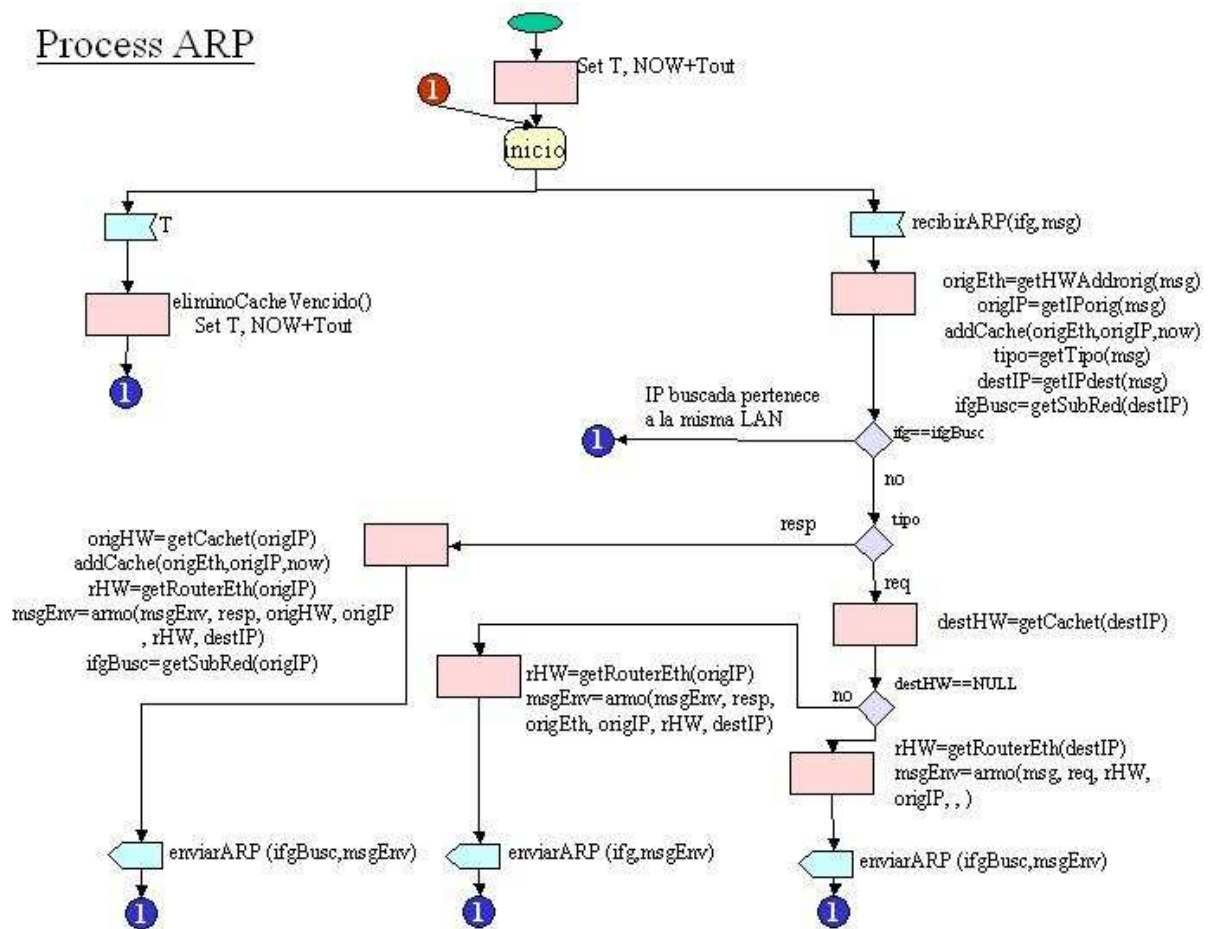 Process ARP
Set T, NOW+Tout
1
inicio
T
recibirARP(ifg,msg)
eliminoCacheVencido()
Set T, NOW+Tout
1
origEth=getHWAddrorig(msg)
origIP=getIPorig(msg)
addCache(origEth,origIP,now)
tipo=getTipo(msg)
destIP=getIPdest(msg)
ifgBusc=getSubRed(destIP)
IP buscada pertenece
a la misma LAN
1
ifg==ifgBusc
no
tipo
resp
req
origHW=getCachet(origIP)
addCache(origEth,origIP,now)
rHW=getRouterEth(origIP)
msgEnv=armo(msgEnv, resp, origHW, origIP
, rHW, destIP)
ifgBusc=getSubRed(origIP)
destHW=getCachet(destIP)
destHW==NULL
no
rHW=getRouterEth(origIP)
msgEnv=armo(msgEnv, resp,
origEth, origIP, rHW, destIP)
rHW=getRouterEth(destIP)
msgEnv=armo(msg, req, rHW,
origIP, , )
enviarARP (ifgBusc,msgEnv)
enviarARP (ifg,msgEnv)
enviarARP (ifgBusc,msgEnv)
1
1
1